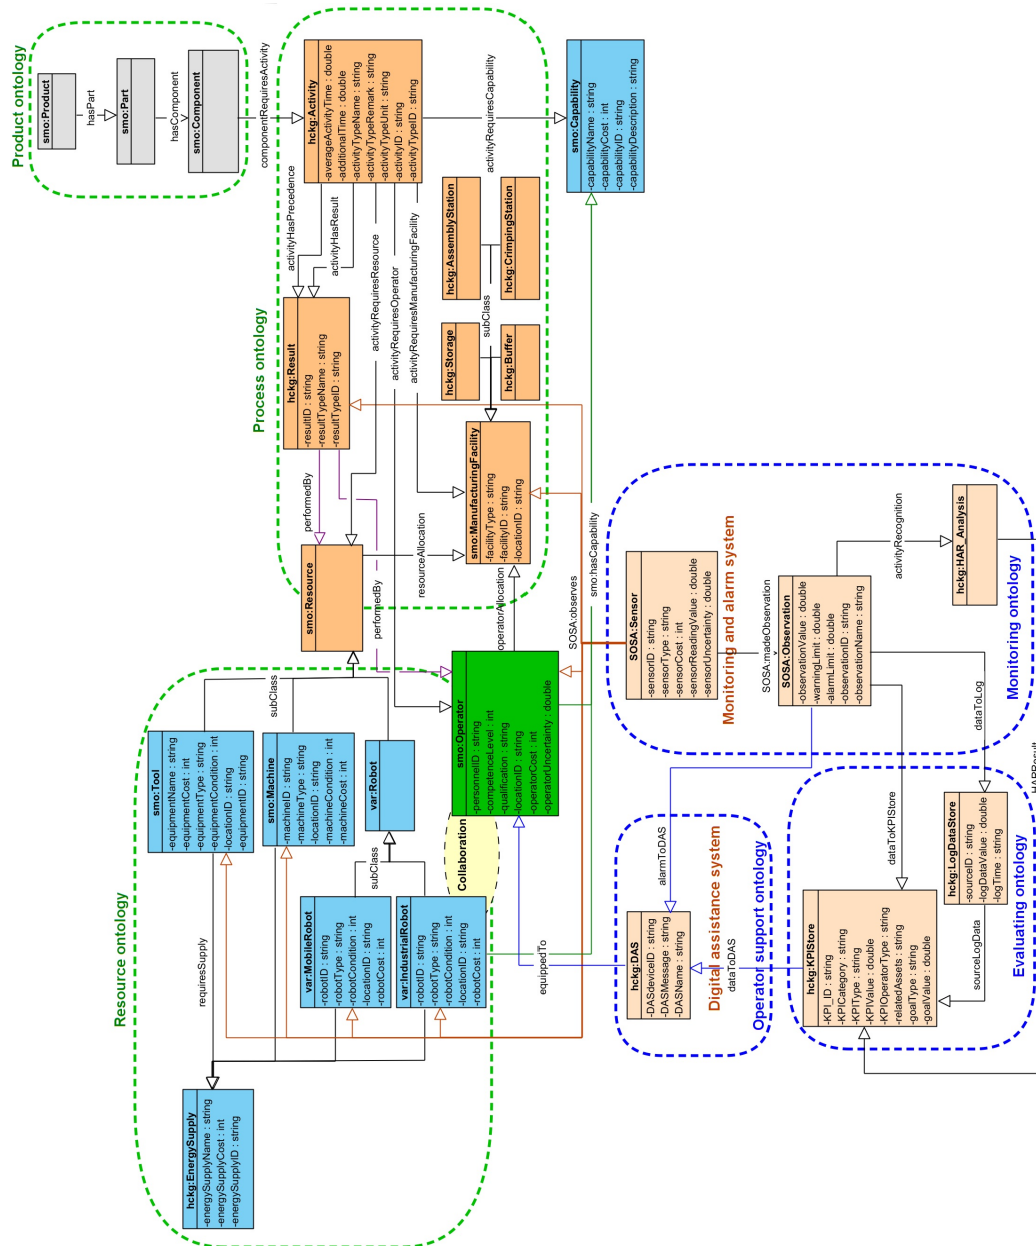 Product ontology
smo:Product
hasPart
smo:Part
hasComponent
smo:Component
componentRequiresActivity
Process ontology
hckg:Activity
-averageActivityTime : double
-additionalTime : double
-activityTypeName : string
-activityTypeRemark : string
-activityTypeUnit : string
-activityID : string
-activityTypeID : string
activityRequiresCapability
smo:Capability
-capabilityName : string
-capabilityCost : int
-capabilityID : string
-capabilityDescription : string
activityHasPrecedence
activityHasResult
activityRequiresResource
activityRequiresOperator
activityRequiresManufacturingFacility
hckg:AssemblyStation
hckg:CrimpingStation
subClass
hckg:Storage
hckg:Buffer
hckg:Result
-resultID : string
-resultTypeName : string
-resultTypeID : string
performedBy
performedBy
smo:ManufacturingFacility
-facilityType : string
-facilityID : string
-locationID : string
smo:Resource
resourceAllocation
operatorAllocation
SOSA:observes
smo:hasCapability
Resource ontology
smo:Tool
-equipmentName : string
-equipmentCost : int
-equipmentType : string
-equipmentCondition : int
-locationID : string
-equipmentID : string
subClass
smo:Machine
-machineID : string
-machineType : string
-locationID : string
-machineCondition : int
-machineCost : int
var:Robot
subClass
smo:Operator
-personnelID : string
-competenceLevel : int
-qualification : string
-locationID : string
-operatorCost : int
-operatorUncertainty : double
Collaboration
var:MobileRobot
-robotID : string
-robotType : string
-robotCondition : int
-locationID : string
-robotCost : int
var:IndustrialRobot
-robotID : string
-robotType : string
-robotCondition : int
-locationID : string
-robotCost : int
requiresSupply
hckg:EnergySupply
-energySupplyName : string
-energySupplyCost : int
-energySupplyID : string
equippedTo
SOSA:Sensor
-sensorID : string
-sensorType : string
-sensorCost : int
-sensorReadingValue : double
-sensorUncertainty : double
Monitoring and alarm system
SOSA:madeObservation
SOSA:Observation
-observationValue : double
-warningLimit : double
-alarmLimit : double
-observationID : string
-observationName : string
activityRecognition
hckg:HAR_Analysis
Monitoring ontology
alarmToDAS
dataToKPIStore
dataToLog
HARResult
hckg:DAS
-DASdeviceID : string
-DASMessage : string
-DASName : string
Digital assistance system
dataToDAS
Operator support ontology
hckg:KPIStore
-KPI_ID : string
-KPICategory : string
-KPIType : string
-KPIValue : double
-KPIOperatorType : string
-relatedAssets : string
-goalType : string
-goalValue : double
hckg:LogDataStore
-sourceID : string
-logDataValue : double
-logTime : string
sourceLogData
Evaluating ontology